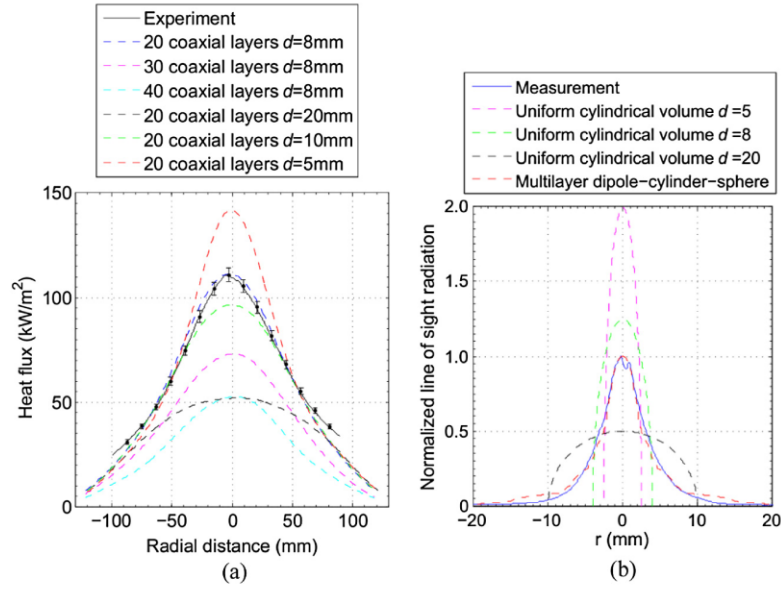 Experiment
20 coaxial layers d=8mm
30 coaxial layers d=8mm
40 coaxial layers d=8mm
20 coaxial layers d=20mm
20 coaxial layers d=10mm
20 coaxial layers d=5mm
150
100
50
0
Heat flux (kW/m²)
−100
−50
0
50
100
Radial distance (mm)
(a)
Measurement
Uniform cylindrical volume d =5
Uniform cylindrical volume d =8
Uniform cylindrical volume d =20
Multilayer dipole−cylinder−sphere
2.0
1.5
1.0
0.5
0
Normalized line of sight radiation
−20
−10
0
10
20
r (mm)
(b)